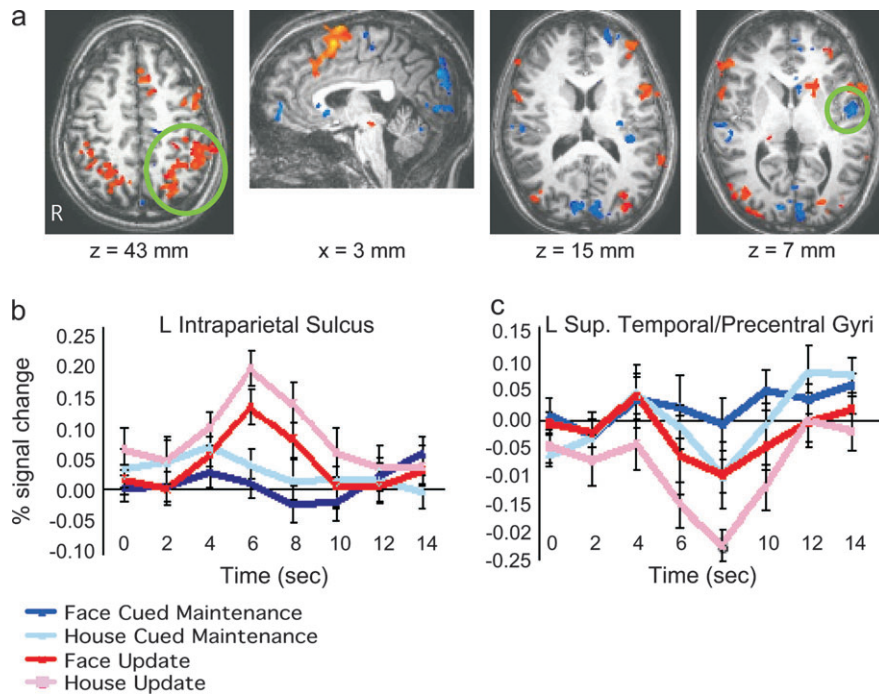 a
R
z = 43 mm
x = 3 mm
z = 15 mm
z = 7 mm
b
L Intraparietal Sulcus
0.25
0.20
0.15
0.10
0.05
0.00
-0.05
-0.10
% signal change
0 2 4 6 8 10 12 14
Time (sec)
c
L Sup. Temporal/Precentral Gyri
0.15
0.10
0.05
0.00
-0.05
-0.01
-0.15
-0.02
-0.25
0 2 4 6 8 10 12 14
Time (sec)
Face Cued Maintenance
House Cued Maintenance
Face Update
House Update